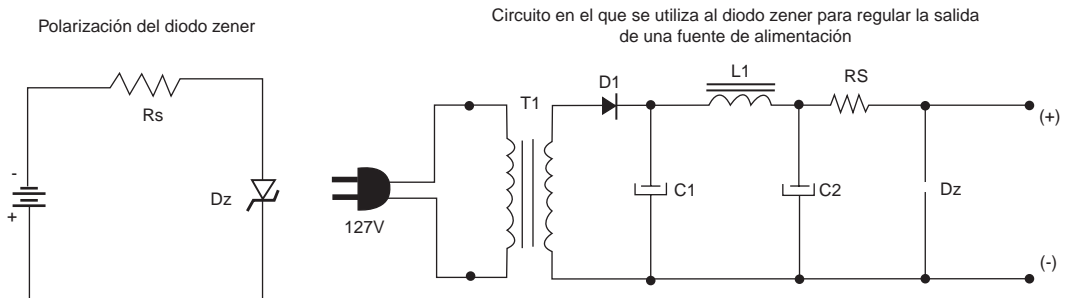 Polarización del diodo zener
Rs
-
+
Dz
Circuito en el que se utiliza al diodo zener para regular la salida
de una fuente de alimentación
127V
T1
D1
L1
RS
C1
C2
Dz
(+)
(-)